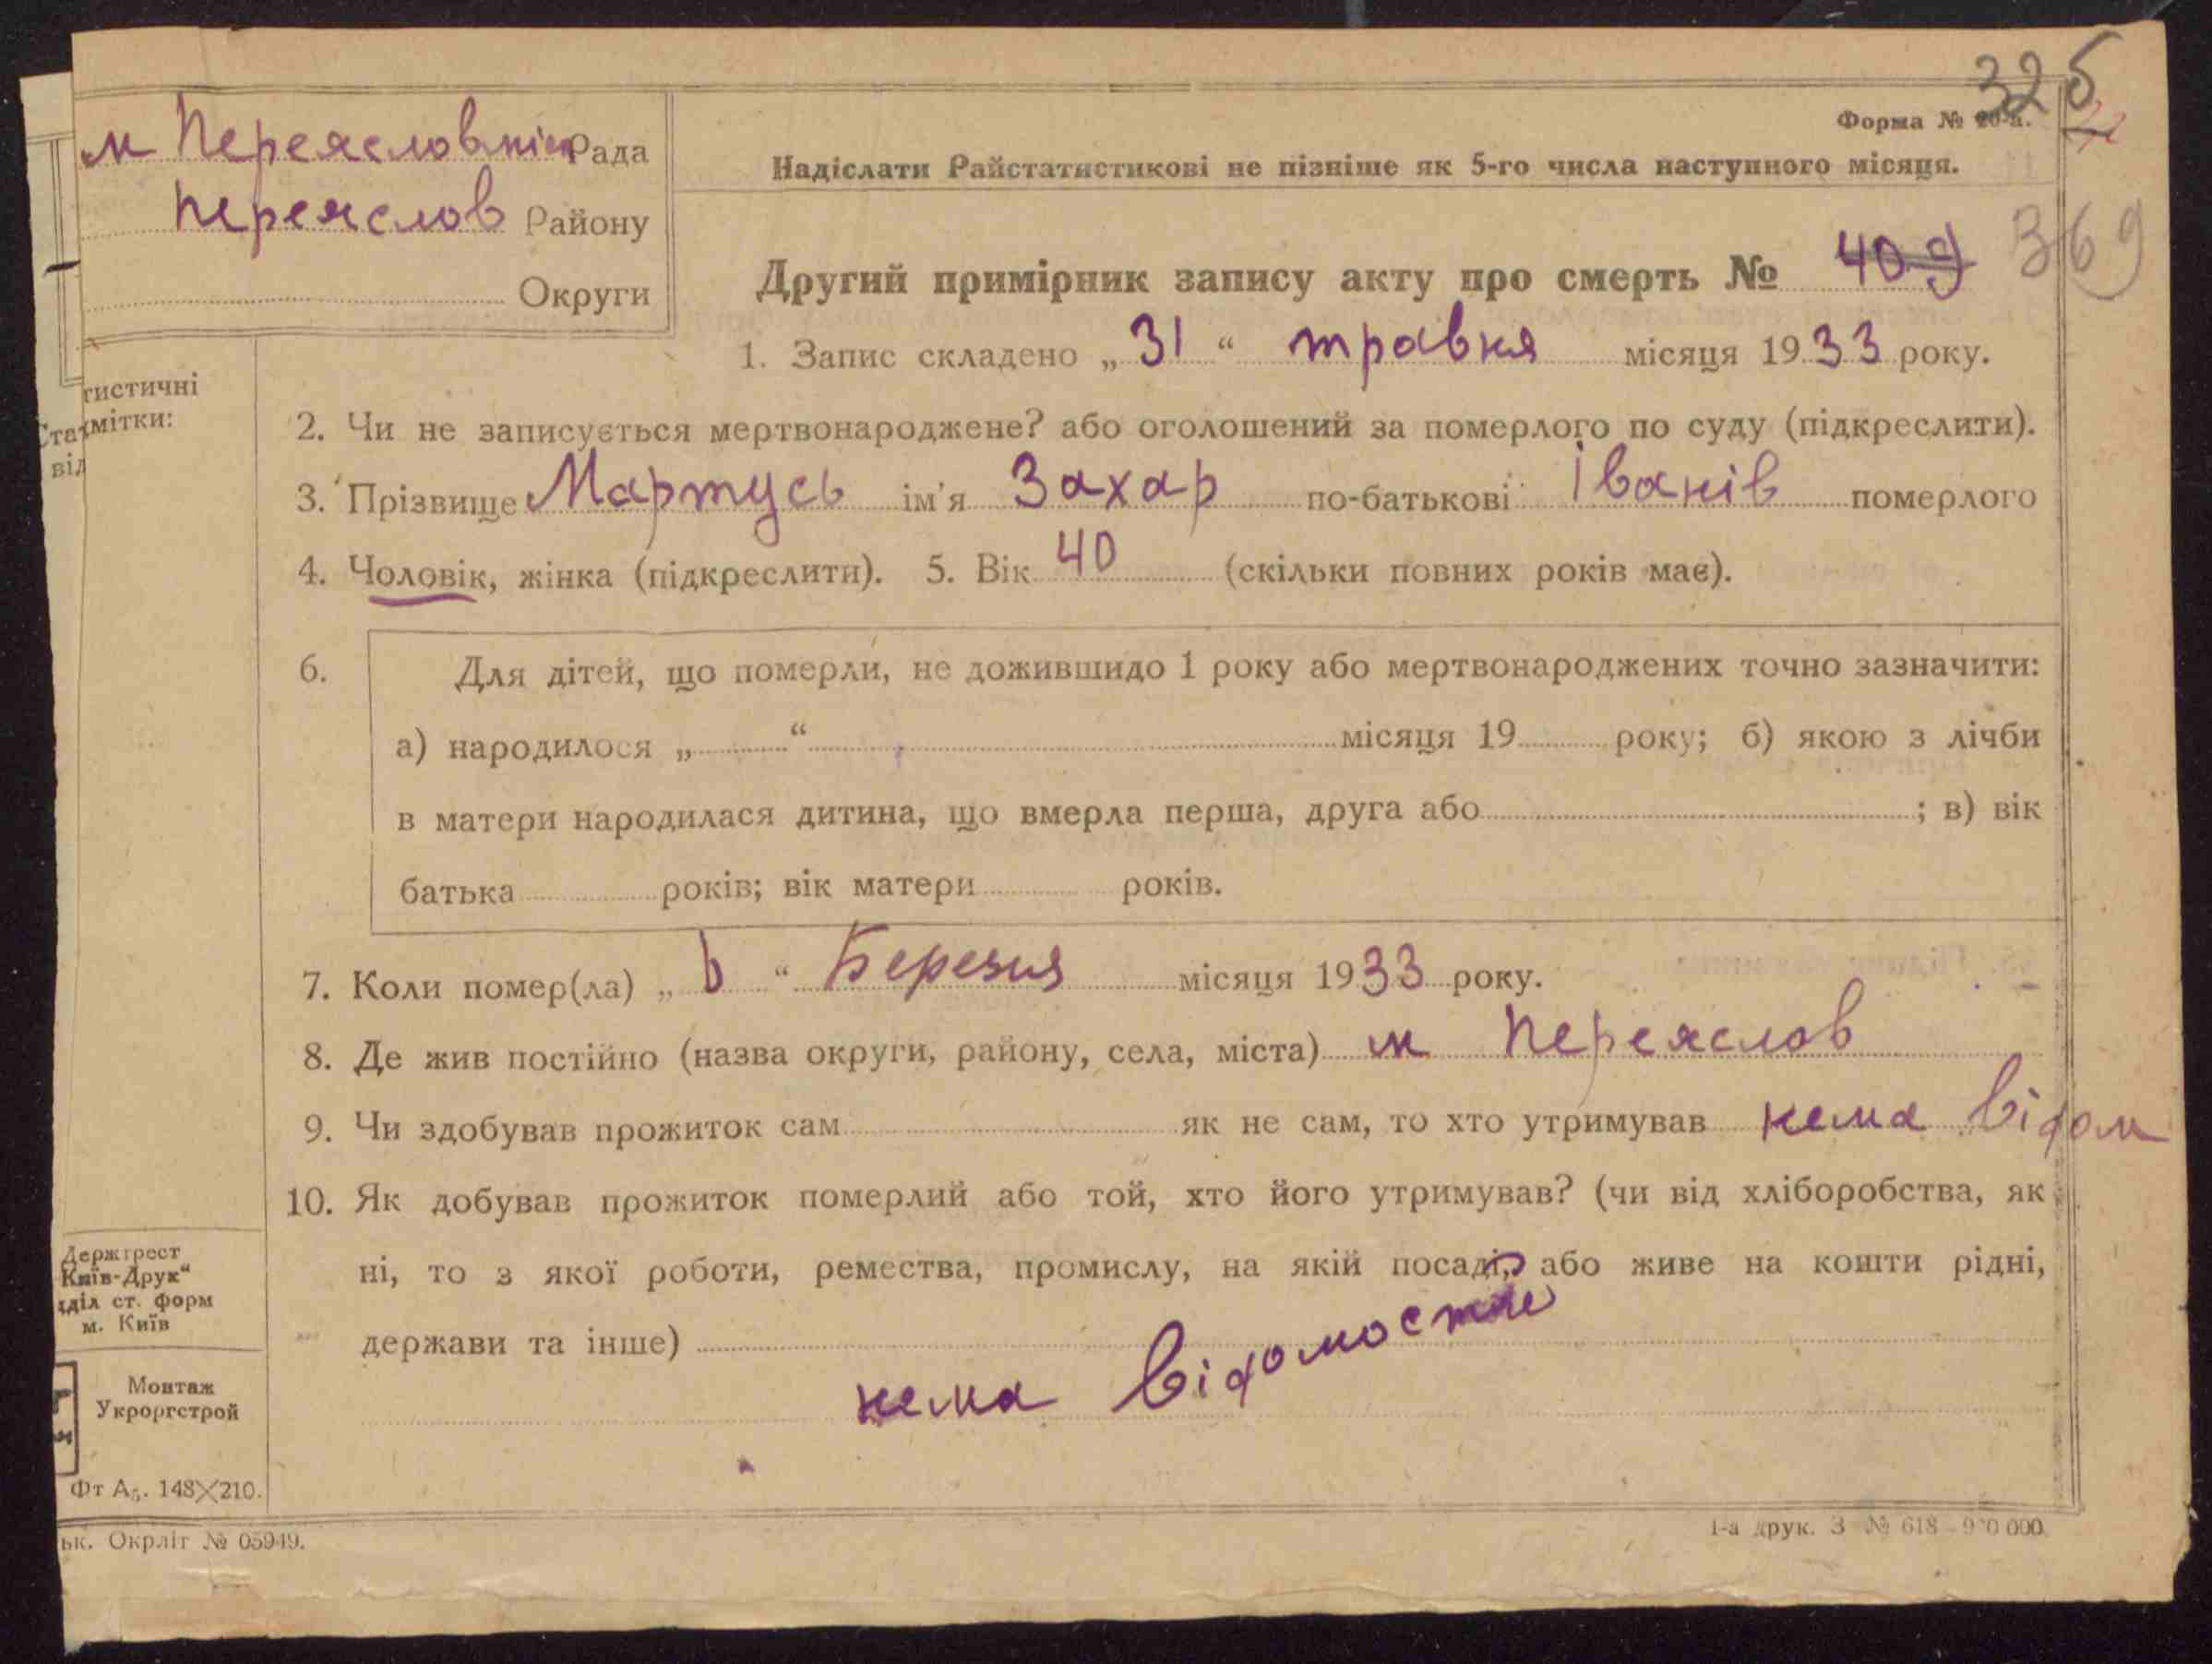 325
м Переяслов міск Рада
Переяслов Району
Округи
Форма № 20-а.
Надіслати Райстатистикові не пізніше як 5-го числа наступного місяця.
Другий примірник запису акту про смерть № 409 369
1. Запис складено „31“ травня місяця 1933 року.
тистичні
мітки:
Стат
від
2. Чи не записується мертвонароджене? або оголошений за померлого по суду (підкреслити).
3. Прізвище Мартусь ім'я Захар по-батькові Іванів померлого
4. Чоловік, жінка (підкреслити). 5. Вік 40 (скільки повних років має).
6. Для дітей, що померли, не дожившидо 1 року або мертвонароджених точно зазначити:
а) народилося „ “ місяця 19 року; б) якою з лічби
в матери народилася дитина, що вмерла перша, друга або ; в) вік
батька років; вік матери років.
7. Коли помер(ла) „6“ Березня місяця 1933 року.
8. Де жив постійно (назва округи, району, села, міста) м Переяслов
9. Чи здобував прожиток сам як не сам, то хто утримував нема відом
10. Як добував прожиток померлий або той, хто його утримував? (чи від хліборобства, як
ні, то з якої роботи, ремества, промислу, на якій посаді, або живе на кошти рідні,
держави та інше)
нема відомостей
Держтрест
Київ-Друк“
дділ ст. форм
м. Київ
Монтаж
Укроргстрой
Фт А5. 148×210.
ьк. Окрліт № 05949.
1-а друк. З № 618